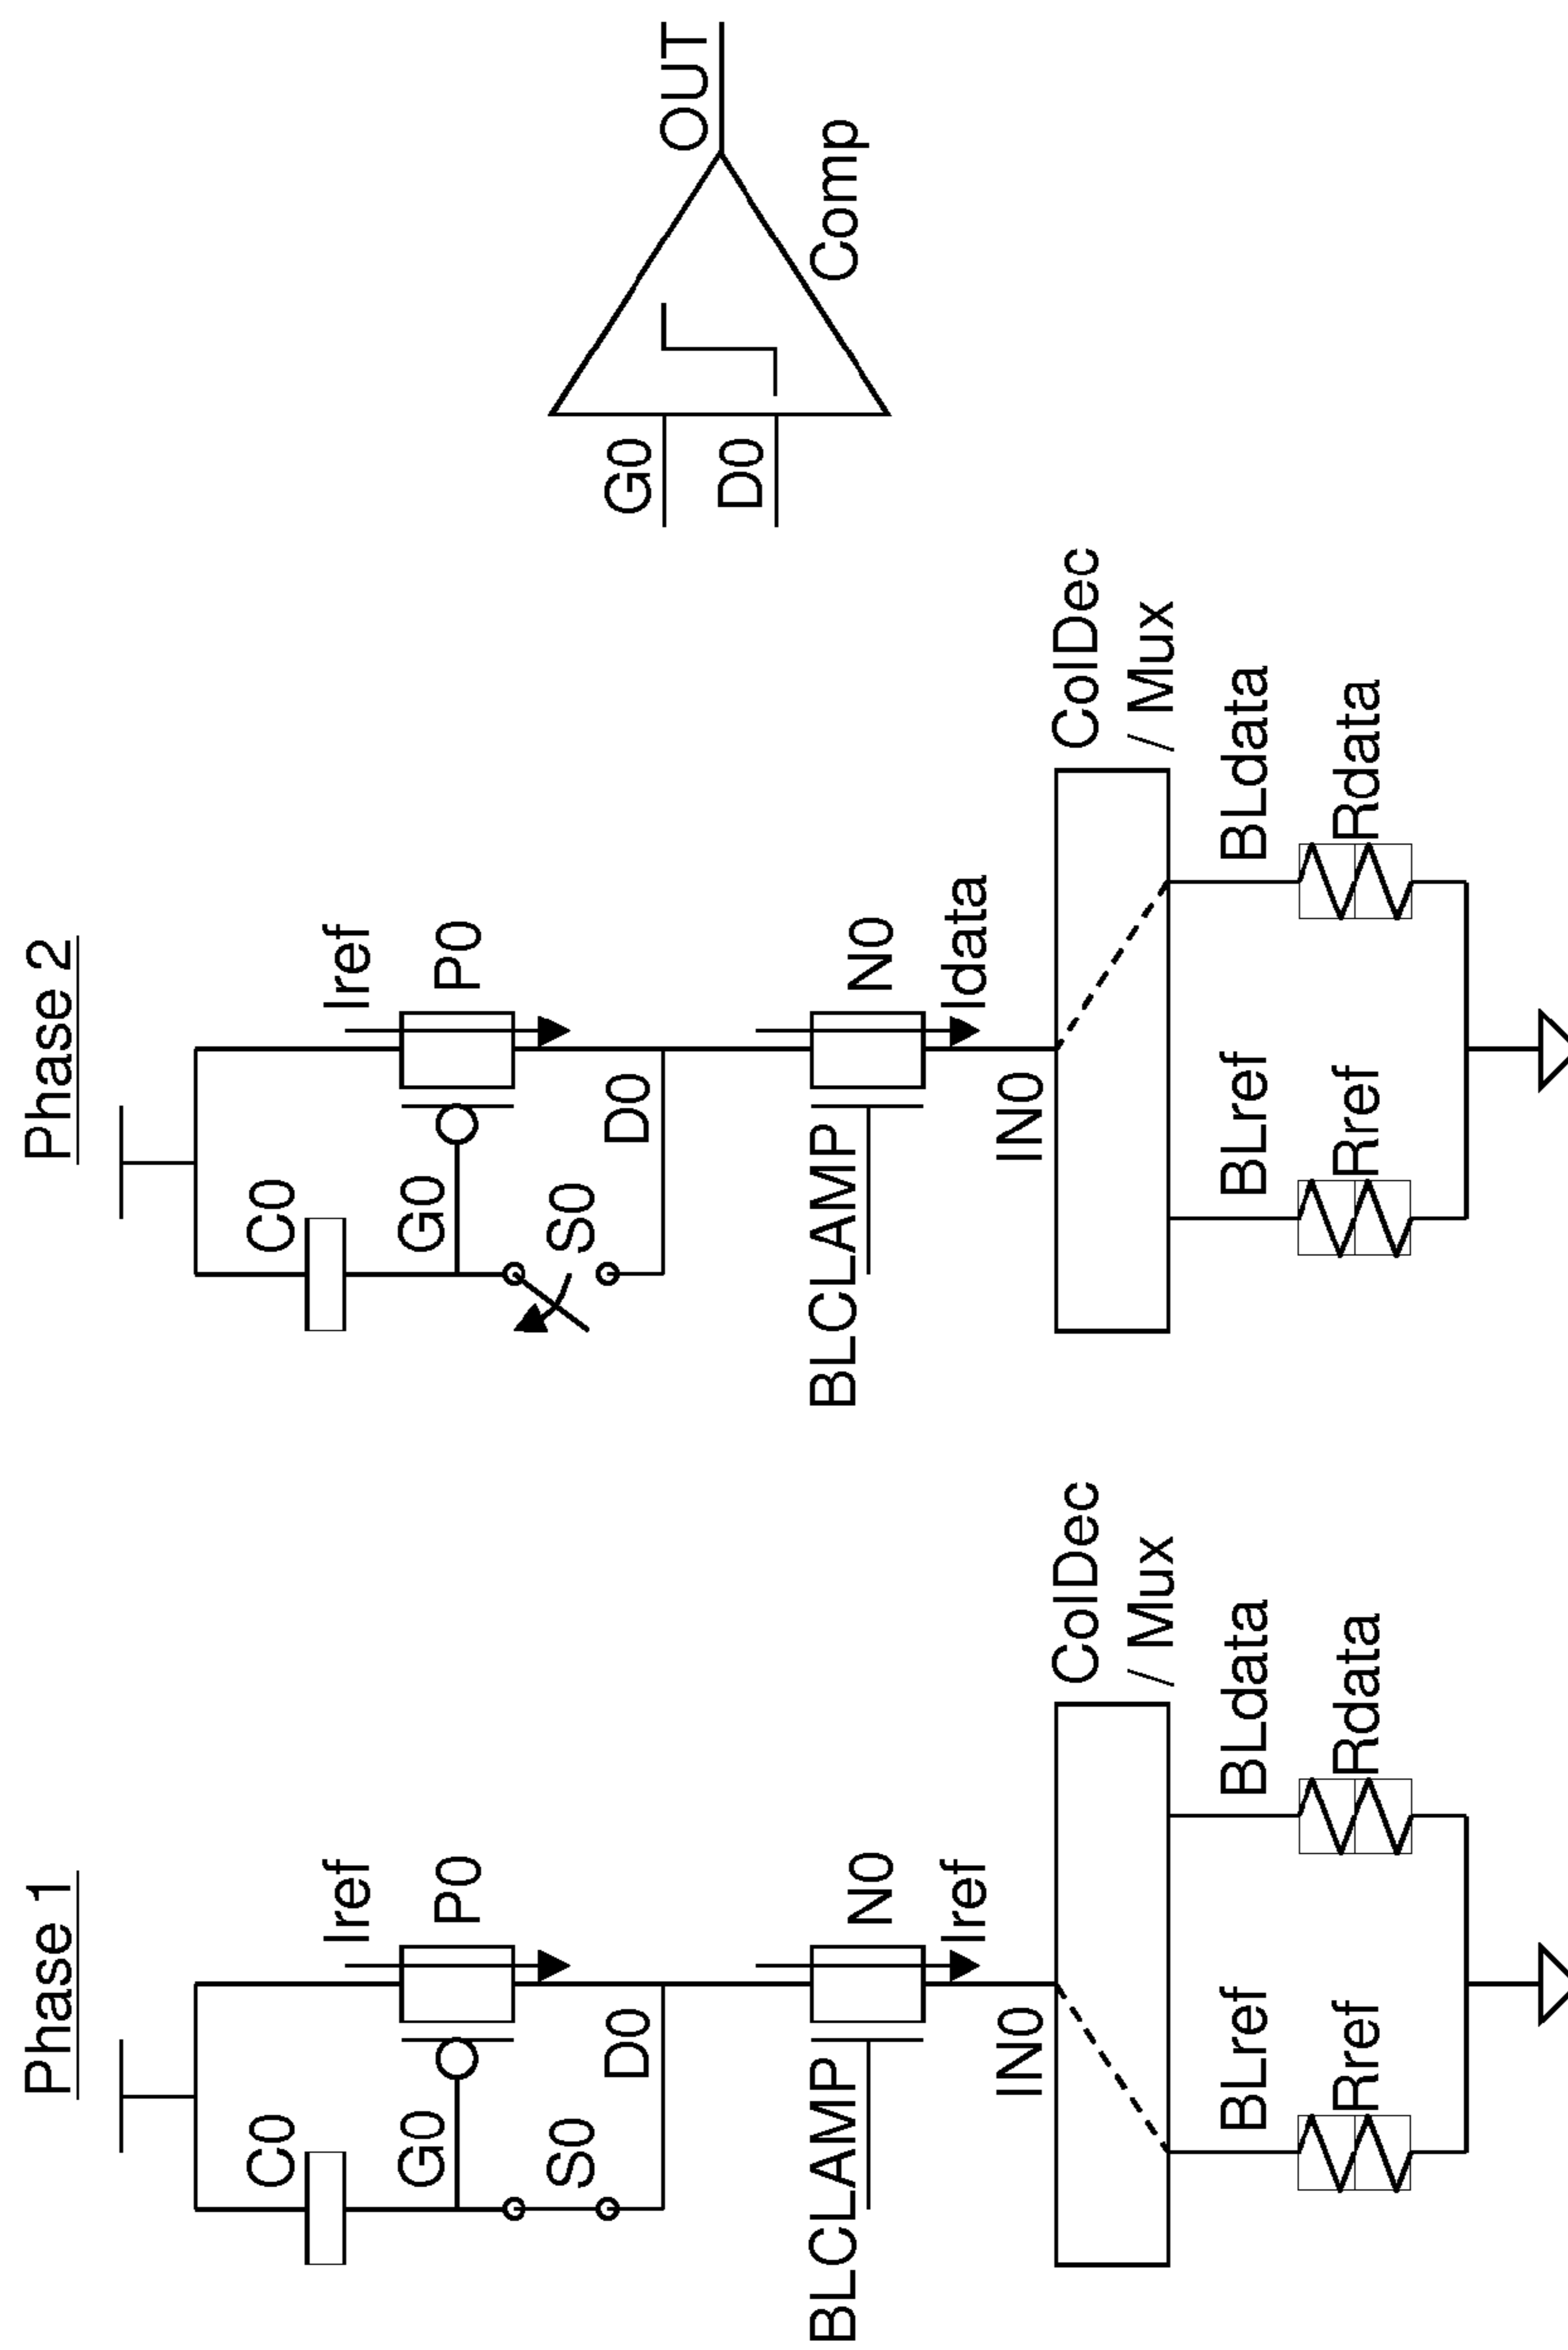 Phase 1
C0
Iref
G0
P0
S0
D0
BLCLAMP
N0
Iref
IN0
ColDec
/ Mux
BLref
BLdata
Rref
Rdata
Phase 2
C0
Iref
G0
P0
S0
D0
BLCLAMP
N0
Idata
IN0
ColDec
/ Mux
BLref
BLdata
Rref
Rdata
G0
D0
OUT
Comp